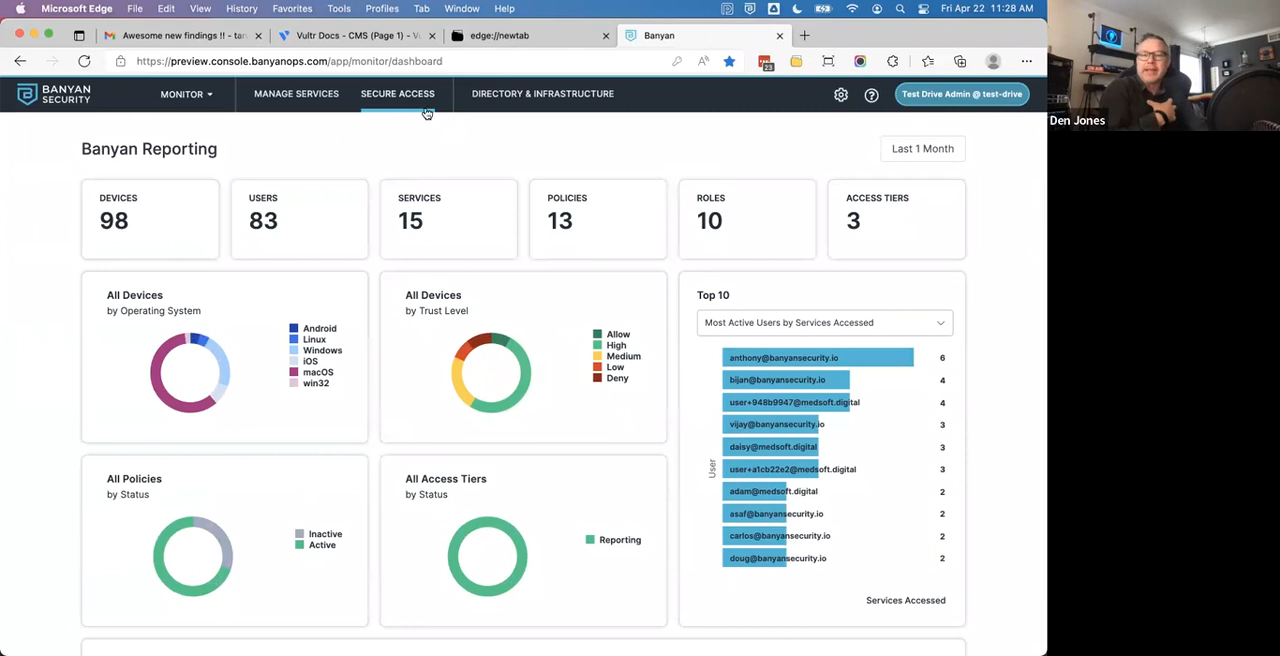 Microsoft Edge File Edit View History Favorites Tools Profiles Tab Window Help Fri Apr 22 11:28 AM
Awesome new findings !! - tar
Vultr Docs - CMS (Page 1) - Vu
edge://newtab
Banyan
https://preview.console.banyanops.com/app/monitor/dashboard
23
BANYAN
SECURITY
MONITOR
MANAGE SERVICES
SECURE ACCESS
DIRECTORY & INFRASTRUCTURE
Test Drive Admin @ test-drive
Den Jones
Banyan Reporting
Last 1 Month
DEVICES
98
USERS
83
SERVICES
15
POLICIES
13
ROLES
10
ACCESS TIERS
3
All Devices
by Operating System
Android
Linux
Windows
iOS
macOS
win32
All Devices
by Trust Level
Allow
High
Medium
Low
Deny
Top 10
Most Active Users by Services Accessed
User
anthony@banyansecurity.io 6
bijan@banyansecurity.io 4
user+948b9947@medsoft.digital 4
vijay@banyansecurity.io 3
daisy@medsoft.digital 3
user+a1cb22e2@medsoft.digital 3
adam@medsoft.digital 2
asaf@banyansecurity.io 2
carlos@banyansecurity.io 2
doug@banyansecurity.io 2
Services Accessed
All Policies
by Status
Inactive
Active
All Access Tiers
by Status
Reporting